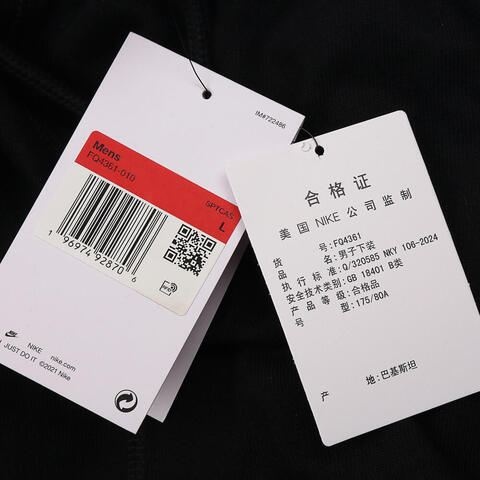 IM#722486
Mens
FQ4361-010
SPTCAS
L
1 96974 92870 6
RFID
NIKE nike.com
JUST DO IT ©2021 Nike
合格证
美国 NIKE 公司监制
货 号:FQ4361
品 名:男子下装
执行标准:Q/320585 NKY 106-2024
安全技术类别:GB 18401 B类
产品等级:合格品
号 型:175/80A
产 地:巴基斯坦